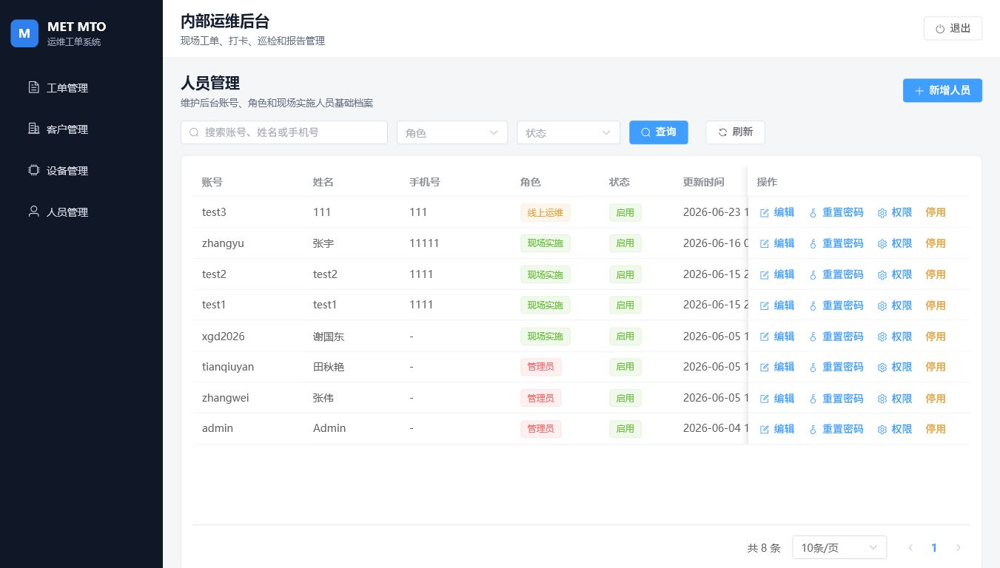 M
MET MTO
运维工单系统
工单管理
客户管理
设备管理
人员管理
内部运维后台
现场工单、打卡、巡检和报告管理
退出
人员管理
维护后台账号、角色和现场实施人员基础档案
新增人员
搜索账号、姓名或手机号 角色 状态 查询 刷新
账号 姓名 手机号 角色 状态 更新时间 操作
test3 111 111 线上运维 启用 2026-06-23 1 编辑 重置密码 权限 停用
zhangyu 张宇 11111 现场实施 启用 2026-06-16 0 编辑 重置密码 权限 停用
test2 test2 1111 现场实施 启用 2026-06-15 2 编辑 重置密码 权限 停用
test1 test1 1111 现场实施 启用 2026-06-15 2 编辑 重置密码 权限 停用
xgd2026 谢国东 - 现场实施 启用 2026-06-05 1 编辑 重置密码 权限 停用
tianqiuyan 田秋艳 - 管理员 启用 2026-06-05 1 编辑 重置密码 权限 停用
zhangwei 张伟 - 管理员 启用 2026-06-05 1 编辑 重置密码 权限 停用
admin Admin - 管理员 启用 2026-06-04 1 编辑 重置密码 权限 停用
共 8 条 10条/页 1